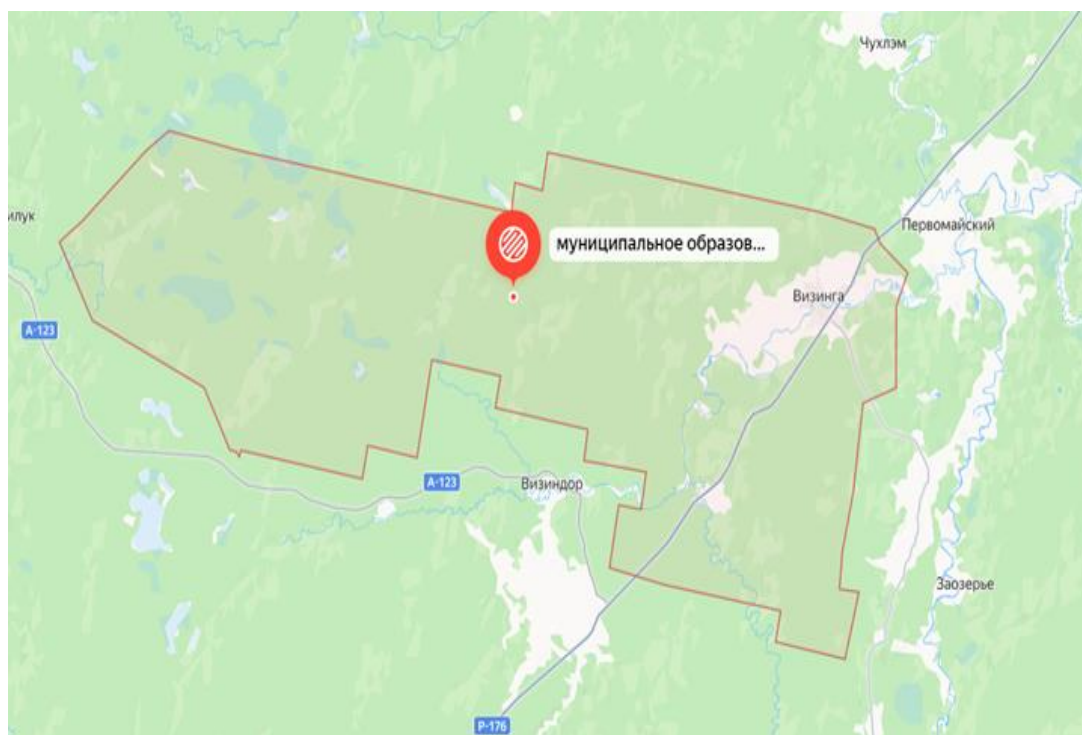 Чухлэм
илук
Первомайский
муниципальное образов...
Визинга
А-123
А-123
Визиндор
Заозерье
Р-176